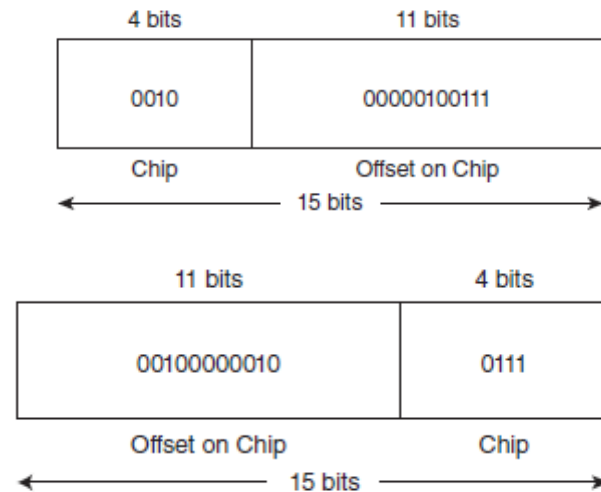 4 bits 11 bits
0010 00000100111
Chip Offset on Chip
15 bits
11 bits 4 bits
00100000010 0111
Offset on Chip Chip
15 bits